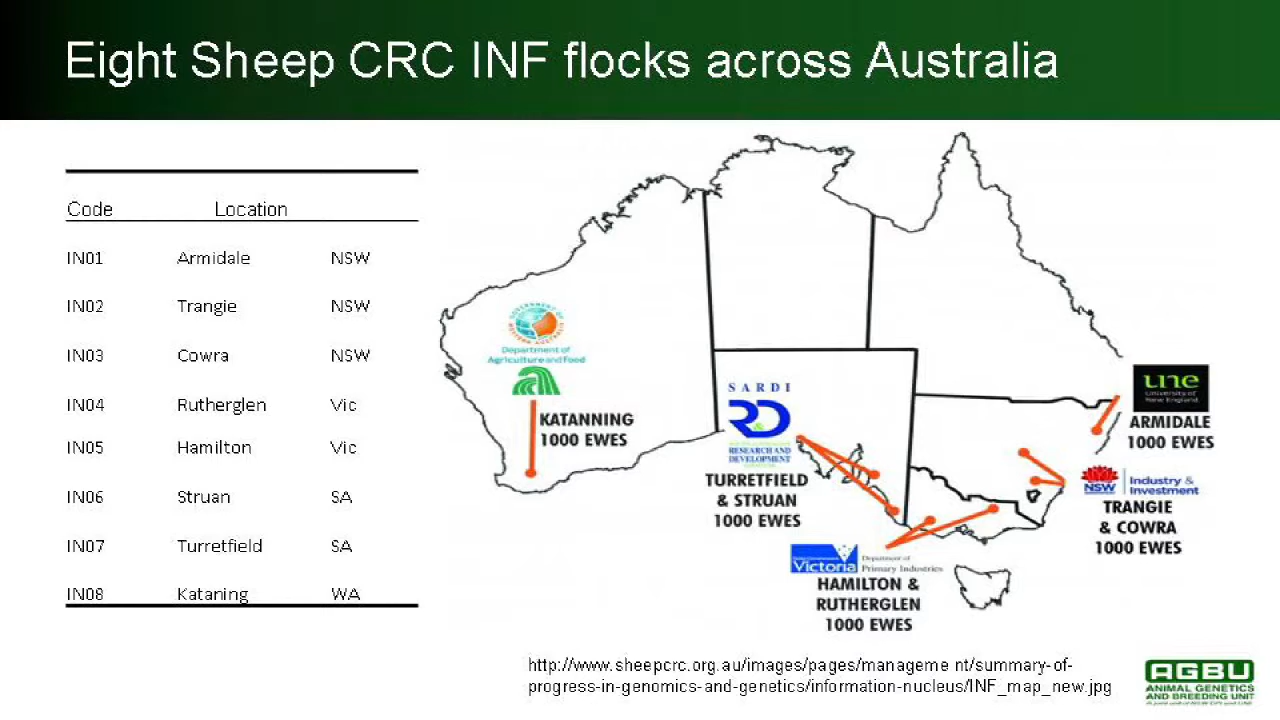 Eight Sheep CRC INF flocks across Australia
Code Location
IN01 Armidale NSW
IN02 Trangie NSW
IN03 Cowra NSW
IN04 Rutherglen Vic
IN05 Hamilton Vic
IN06 Struan SA
IN07 Turretfield SA
IN08 Kataning WA
GOVERNMENT OF
WESTERN AUSTRALIA
Department of
Agriculture and Food
KATANNING
1000 EWES
SARDI
R&D
RESEARCH AND
DEVELOPMENT
TURRETFIELD
& STRUAN
1000 EWES
Victoria
Department of
Primary Industries
HAMILTON &
RUTHERGLEN
1000 EWES
une
University of
New England
ARMIDALE
1000 EWES
NSW
Industry &
Investment
TRANGIE
& COWRA
1000 EWES
http://www.sheepcrc.org.au/images/pages/manageme nt/summary-of-
progress-in-genomics-and-genetics/information-nucleus/INF_map_new.jpg
AGBU
ANIMAL GENETICS
AND BREEDING UNIT